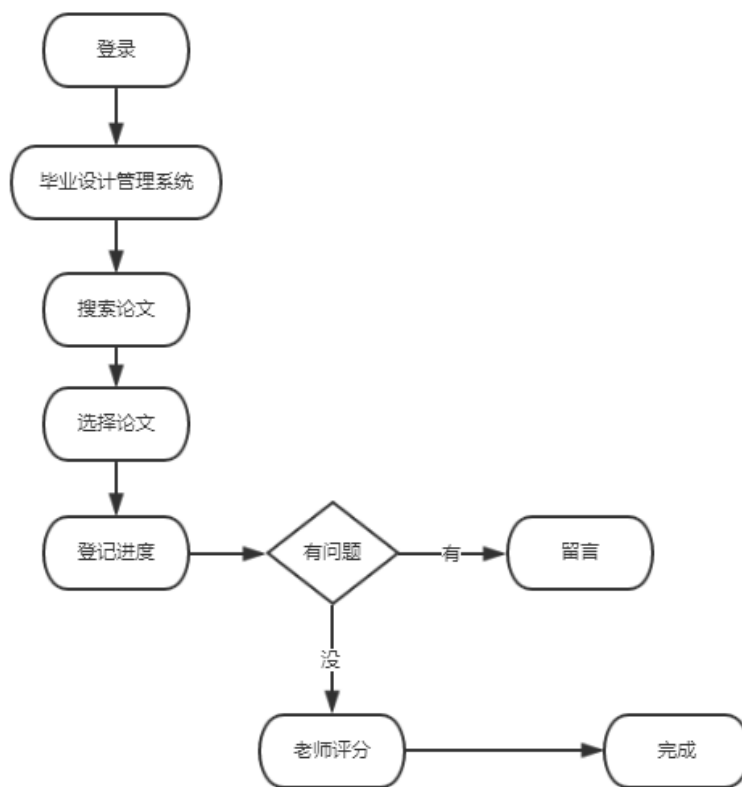 登录
毕业设计管理系统
搜索论文
选择论文
登记进度
有问题
有
留言
没
老师评分
完成